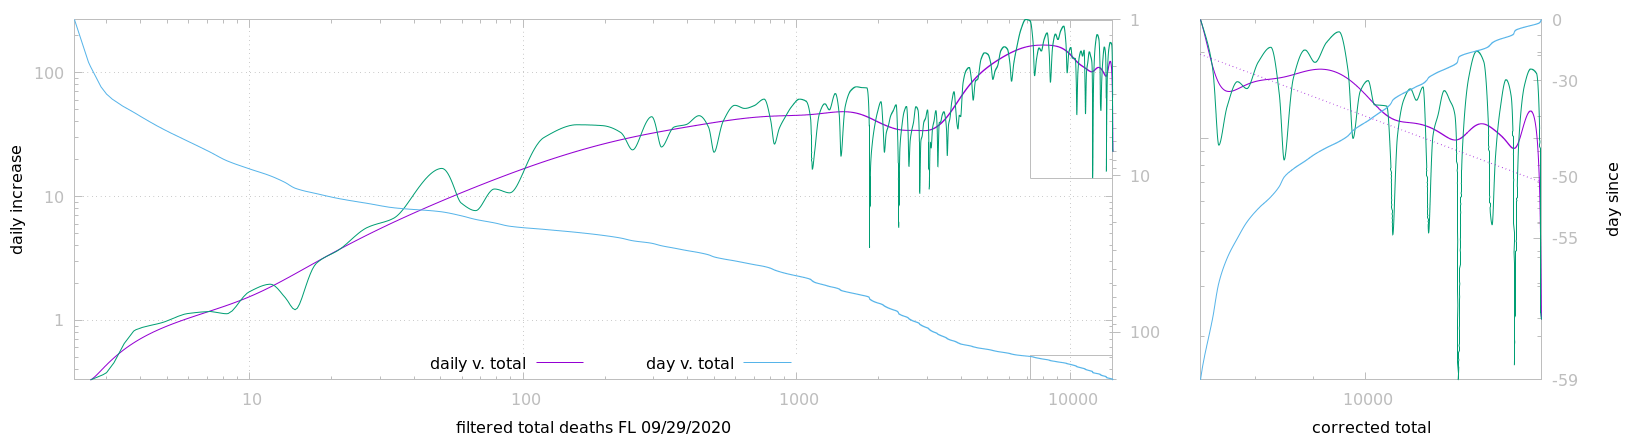 daily increase
100
10
1
daily v. total
day v. total
10
100
1000
10000
filtered total deaths FL 09/29/2020
1
10
100
10000
corrected total
0
-30
-50
-55
-59
day since